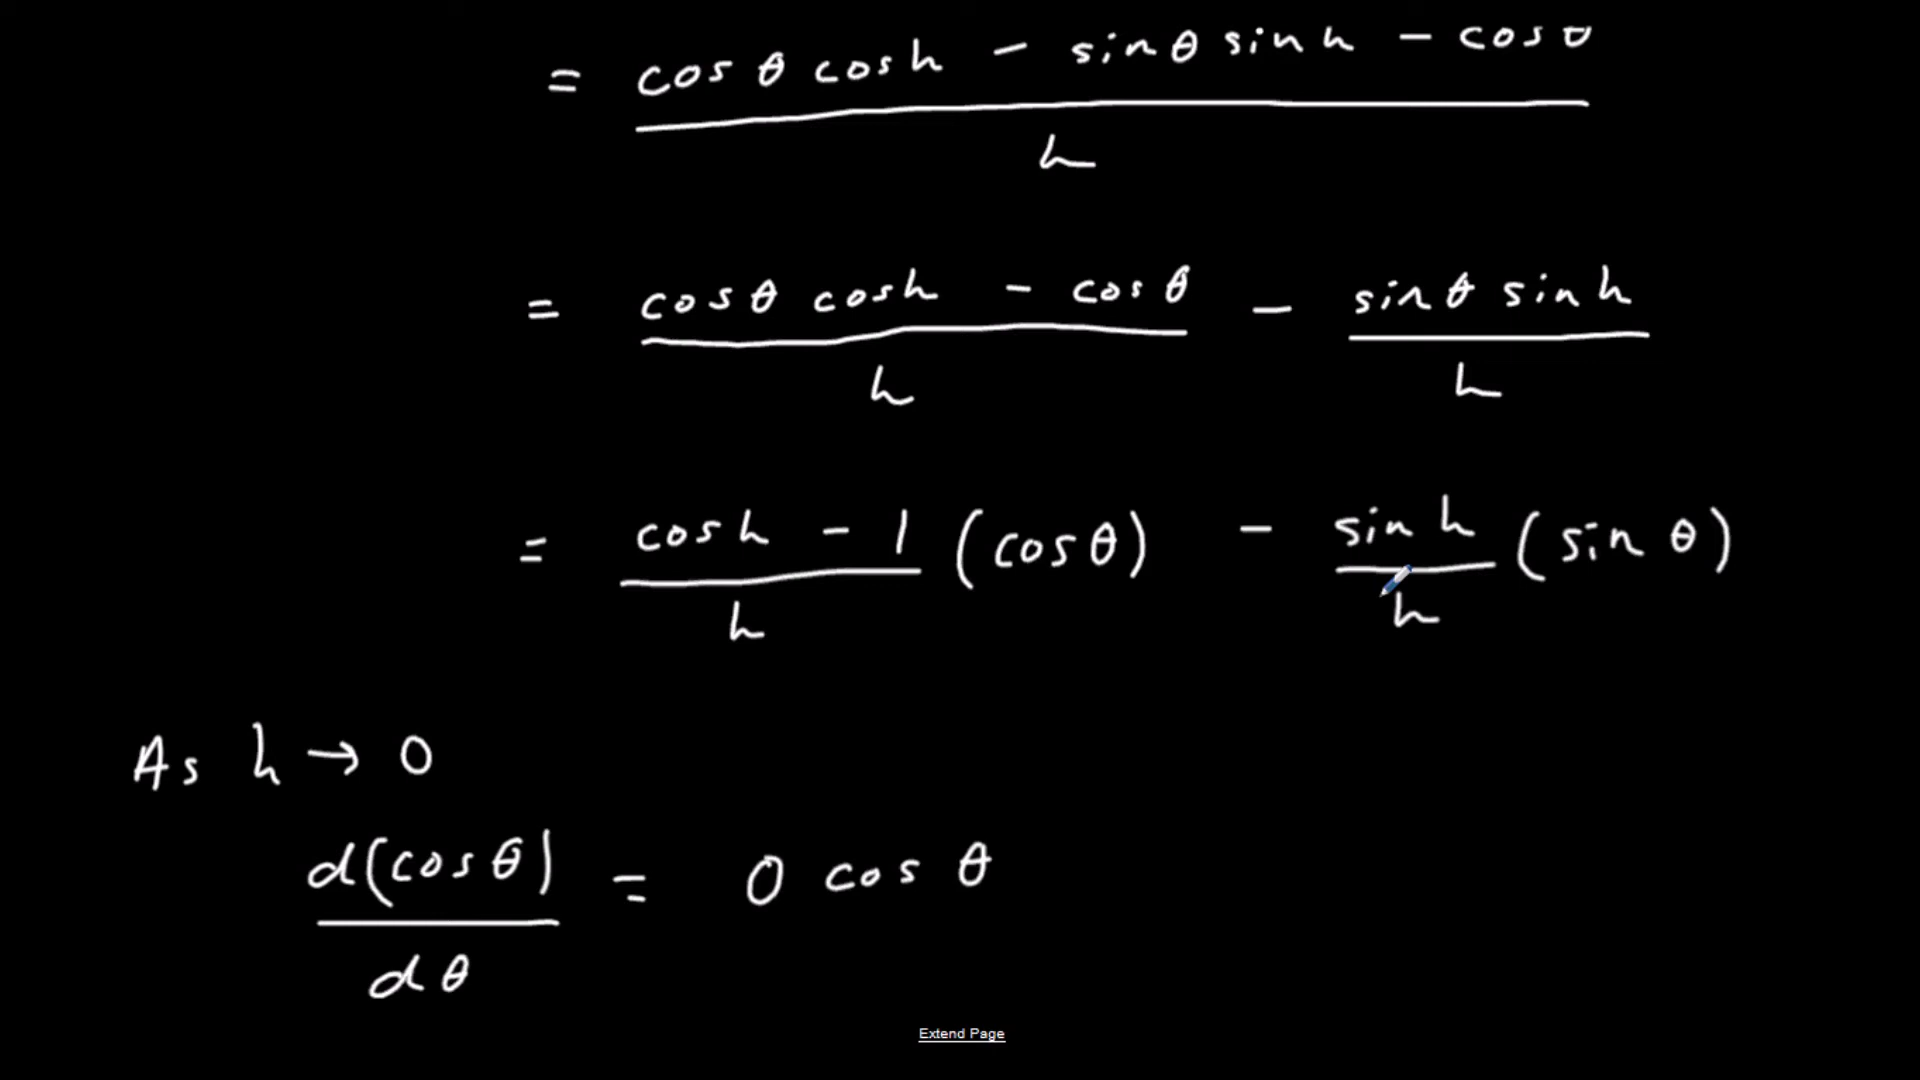 = (cos θ cos h − sin θ sin h − cos θ) / h
= (cos θ cos h − cos θ) / h − (sin θ sin h) / h
= (cos h − 1) / h (cos θ) − (sin h) / h (sin θ)
As h → 0
d(cos θ) / dθ = 0 cos θ
Extend Page